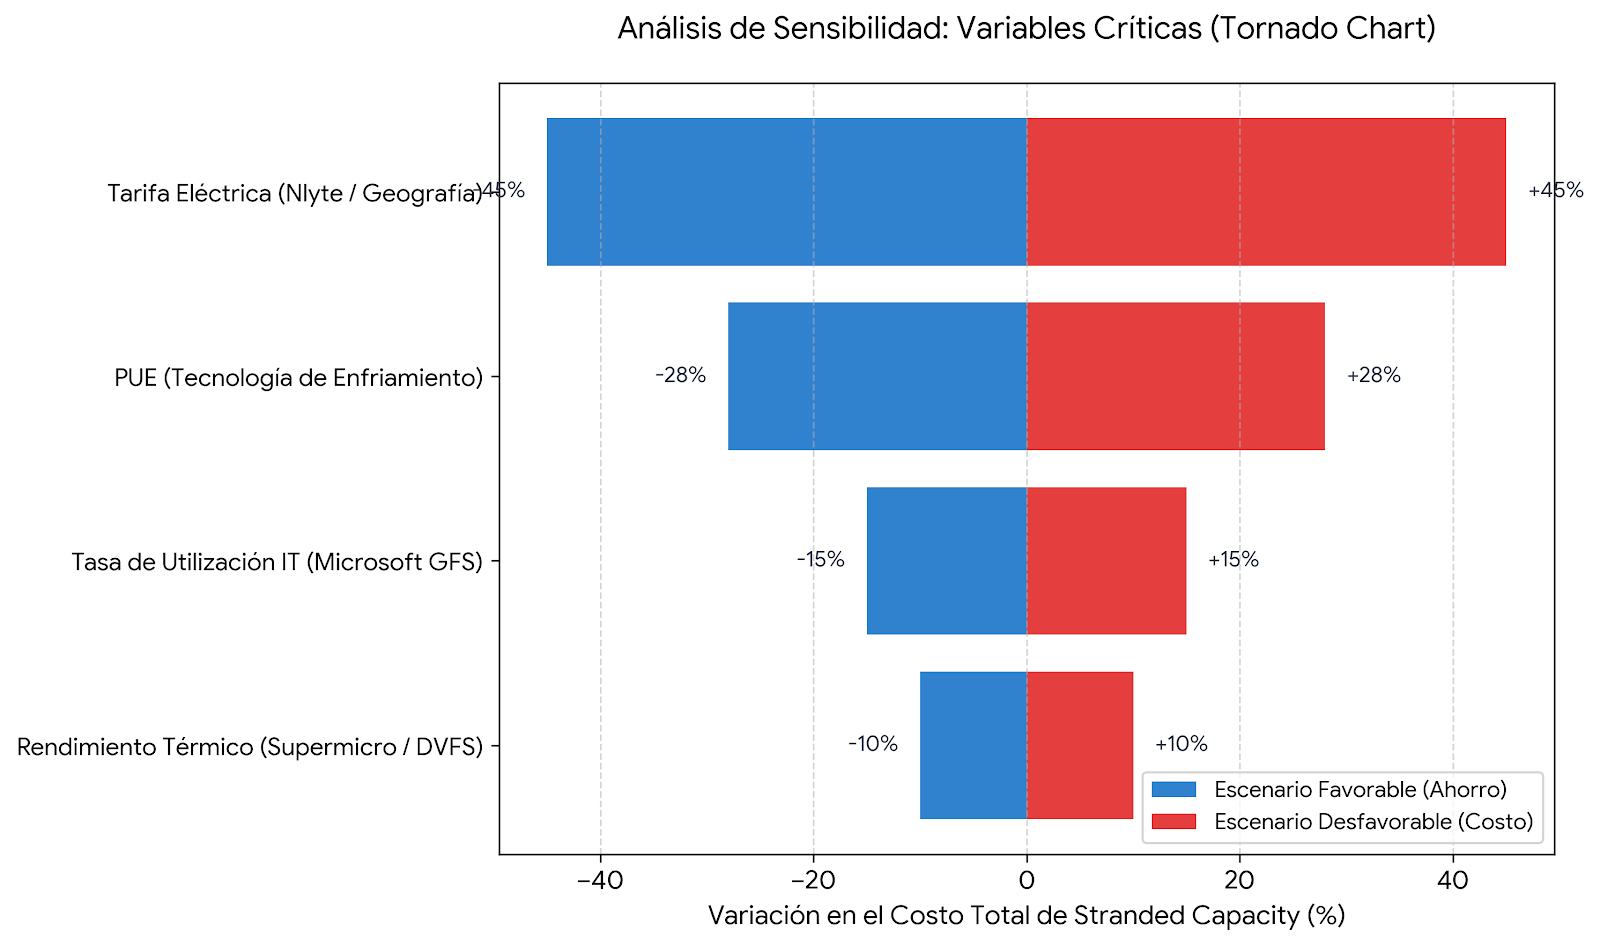 Análisis de Sensibilidad: Variables Críticas (Tornado Chart)
Tarifa Eléctrica (Nlyte / Geografía)
-45%
+45%
PUE (Tecnología de Enfriamiento)
-28%
+28%
Tasa de Utilización IT (Microsoft GFS)
-15%
+15%
Rendimiento Térmico (Supermicro / DVFS)
-10%
+10%
Escenario Favorable (Ahorro)
Escenario Desfavorable (Costo)
−40 −20 0 20 40
Variación en el Costo Total de Stranded Capacity (%)